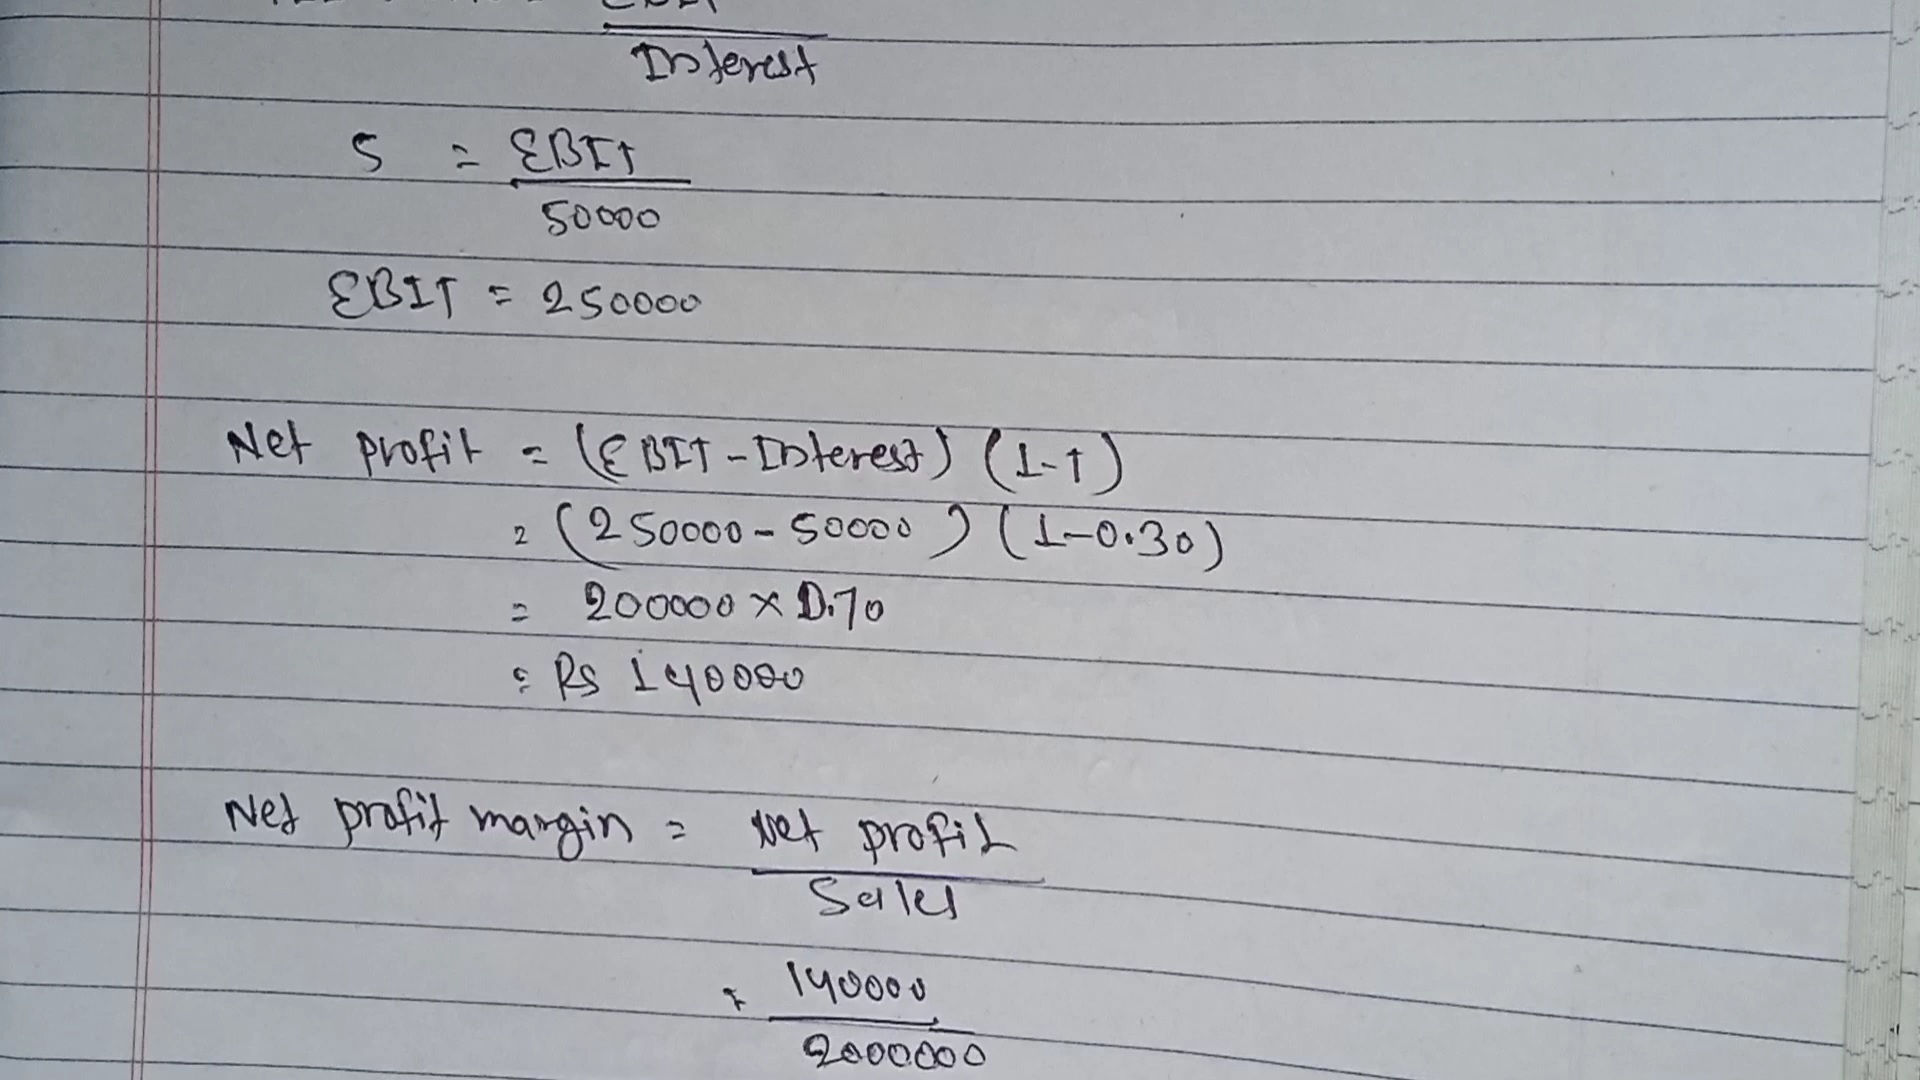 Interest
5 = EBIT
50000
EBIT = 250000
Net profit = (EBIT - Interest) (1-T)
= (250000 - 50000) (1-0.30)
= 200000 x 0.70
= Rs 140000
Net profit margin = Net profit
Sales
= 140000
2000000